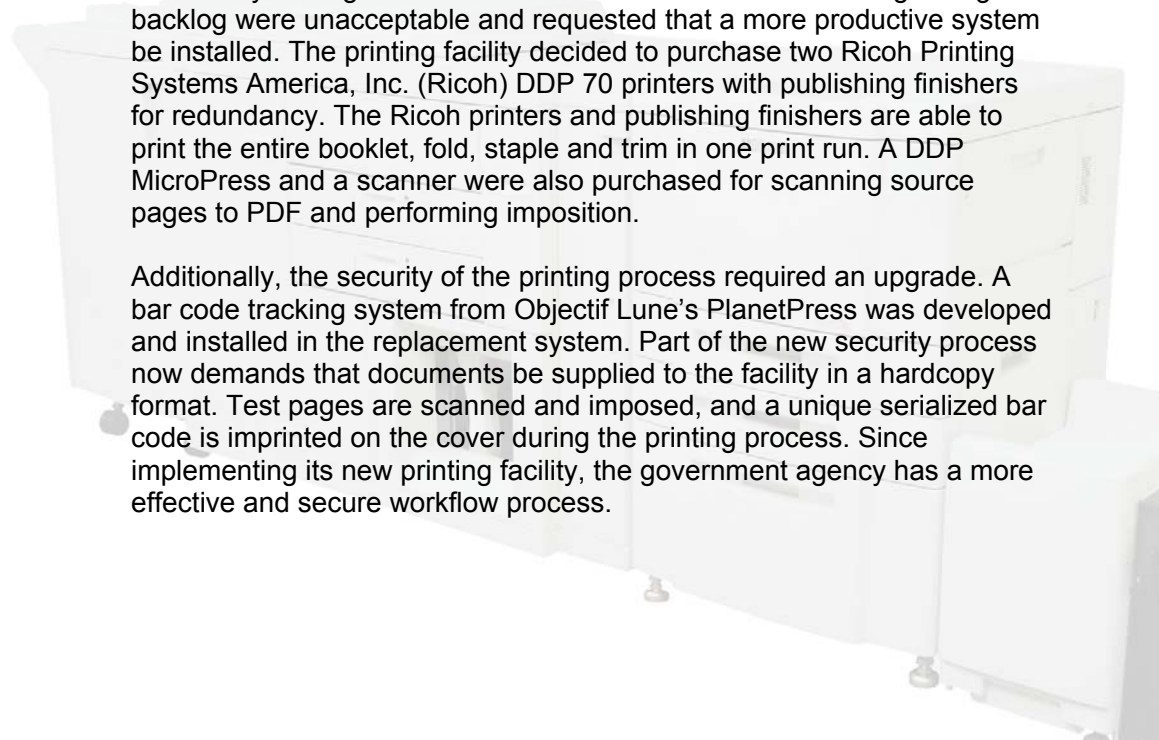 backlog were unacceptable and requested that a more productive system
be installed. The printing facility decided to purchase two Ricoh Printing
Systems America, Inc. (Ricoh) DDP 70 printers with publishing finishers
for redundancy. The Ricoh printers and publishing finishers are able to
print the entire booklet, fold, staple and trim in one print run. A DDP
MicroPress and a scanner were also purchased for scanning source
pages to PDF and performing imposition.
Additionally, the security of the printing process required an upgrade. A
bar code tracking system from Objectif Lune’s PlanetPress was developed
and installed in the replacement system. Part of the new security process
now demands that documents be supplied to the facility in a hardcopy
format. Test pages are scanned and imposed, and a unique serialized bar
code is imprinted on the cover during the printing process. Since
implementing its new printing facility, the government agency has a more
effective and secure workflow process.